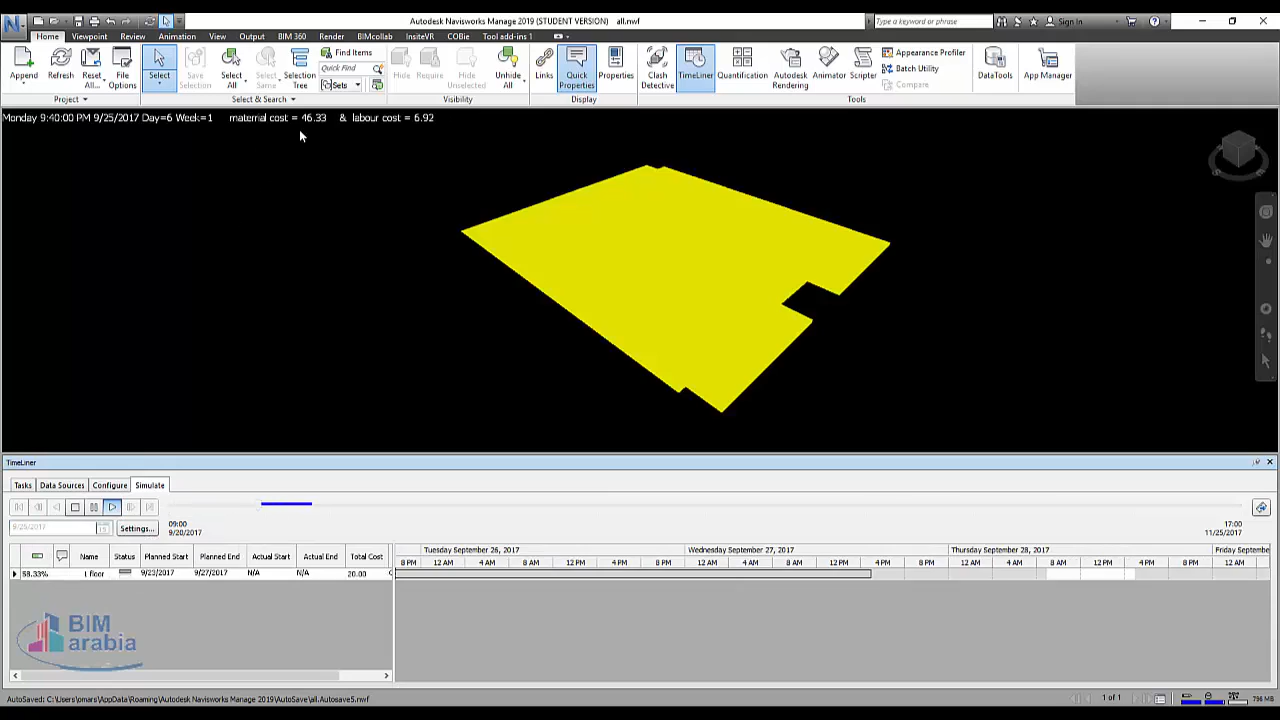 Autodesk Navisworks Manage 2019 (STUDENT VERSION) all.nwf
Type a keyword or phrase
Sign In
Home Viewpoint Review Animation View Output BIM 360 Render BIMcollab InsiteVR COBie Tool add-ins 1
Append
Refresh
Reset All...
File Options
Select
Save Selection
Select All
Select Same
Selection Tree
Find Items
Quick Find
Sets
Hide
Require
Hide Unselected
Unhide All
Links
Quick Properties
Properties
Clash Detective
TimeLiner
Quantification
Autodesk Rendering
Animator
Scripter
Appearance Profiler
Batch Utility
Compare
DataTools
App Manager
Project
Select & Search
Visibility
Display
Tools
Monday 9:40:00 PM 9/25/2017 Day=6 Week=1 material cost = 46.33 & labour cost = 6.92
TimeLiner
Tasks Data Sources Configure Simulate
9/25/2017
Settings...
09:00
9/20/2017
17:00
11/25/2017
Name Status Planned Start Planned End Actual Start Actual End Total Cost
Tuesday September 26, 2017 Wednesday September 27, 2017 Thursday September 28, 2017 Friday Septembe
8 PM 12 AM 4 AM 8 AM 12 PM 4 PM 8 PM 12 AM 4 AM 8 AM 12 PM 4 PM 8 PM 12 AM 4 AM 8 AM 12 PM 4 PM 8 PM 12 AM
58.33% 1 floor 9/23/2017 9/27/2017 N/A N/A 20.00
BIM
arabia
AutoSaved: C:\Users\omars\AppData\Roaming\Autodesk Navisworks Manage 2019\AutoSave\all.Autosave5.nwf
1 of 1
796 MB